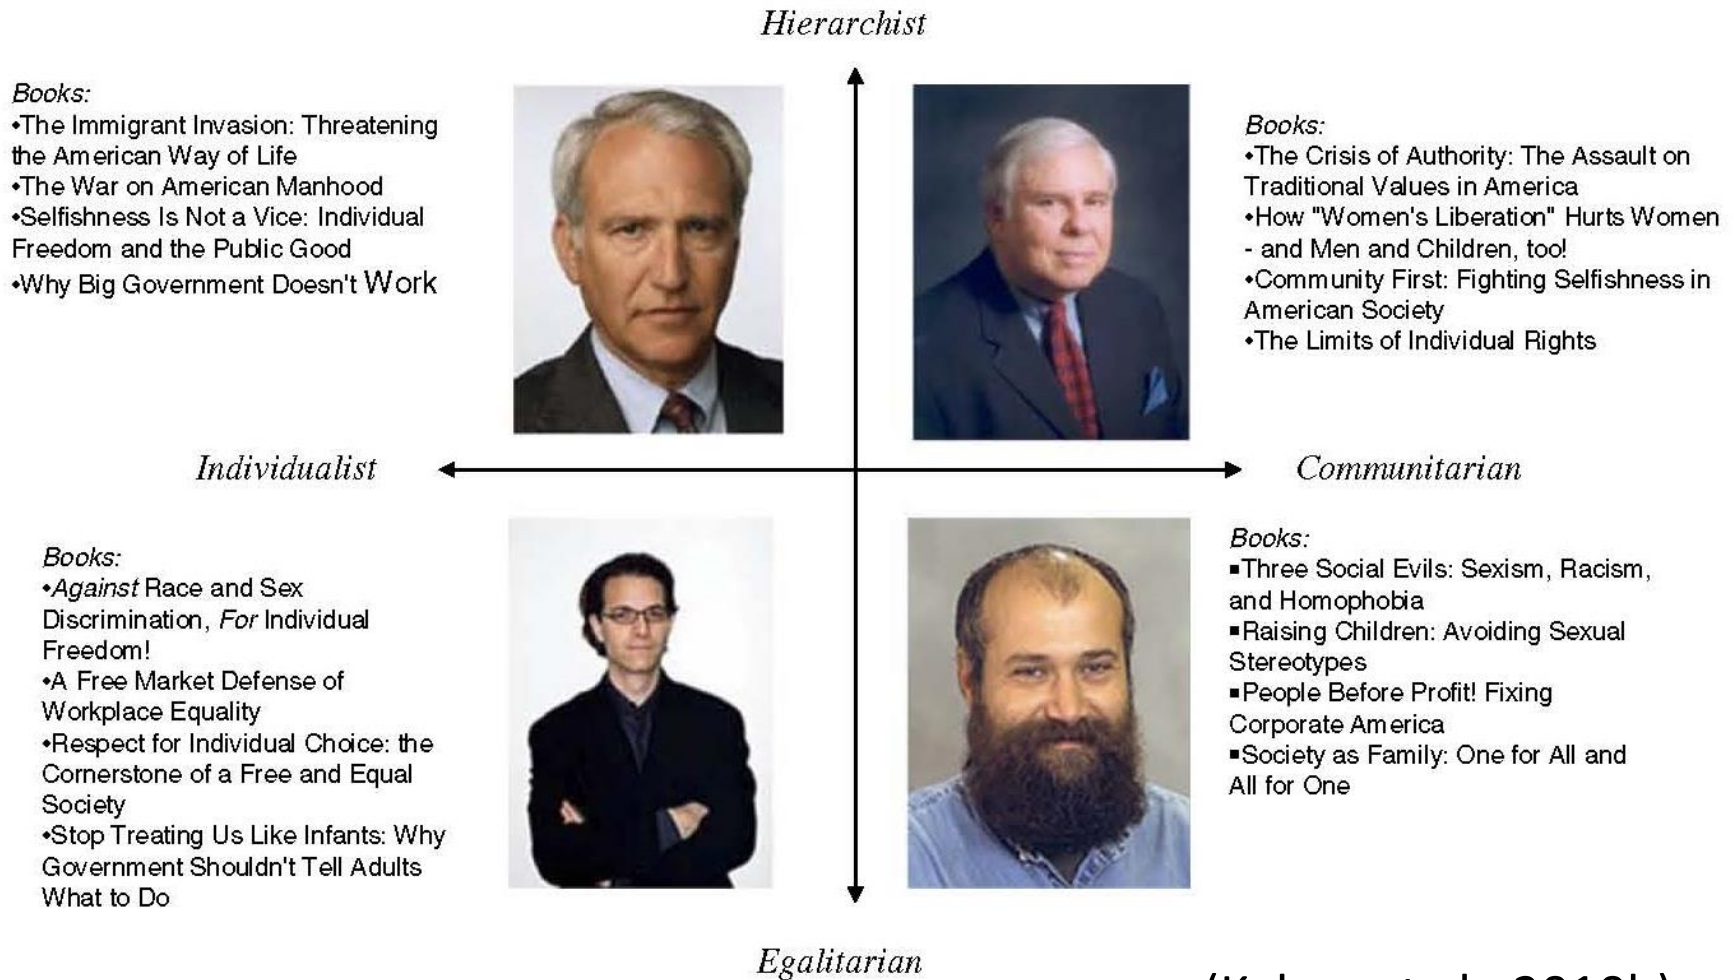 Hierarchist
Books:
•The Immigrant Invasion: Threatening
the American Way of Life
•The War on American Manhood
•Selfishness Is Not a Vice: Individual
Freedom and the Public Good
•Why Big Government Doesn't Work
Books:
•The Crisis of Authority: The Assault on
Traditional Values in America
•How "Women's Liberation" Hurts Women
- and Men and Children, too!
•Community First: Fighting Selfishness in
American Society
•The Limits of Individual Rights
Individualist
Communitarian
Books:
•Against Race and Sex
Discrimination, For Individual
Freedom!
•A Free Market Defense of
Workplace Equality
•Respect for Individual Choice: the
Cornerstone of a Free and Equal
Society
•Stop Treating Us Like Infants: Why
Government Shouldn't Tell Adults
What to Do
Books:
▪Three Social Evils: Sexism, Racism,
and Homophobia
▪Raising Children: Avoiding Sexual
Stereotypes
▪People Before Profit! Fixing
Corporate America
▪Society as Family: One for All and
All for One
Egalitarian